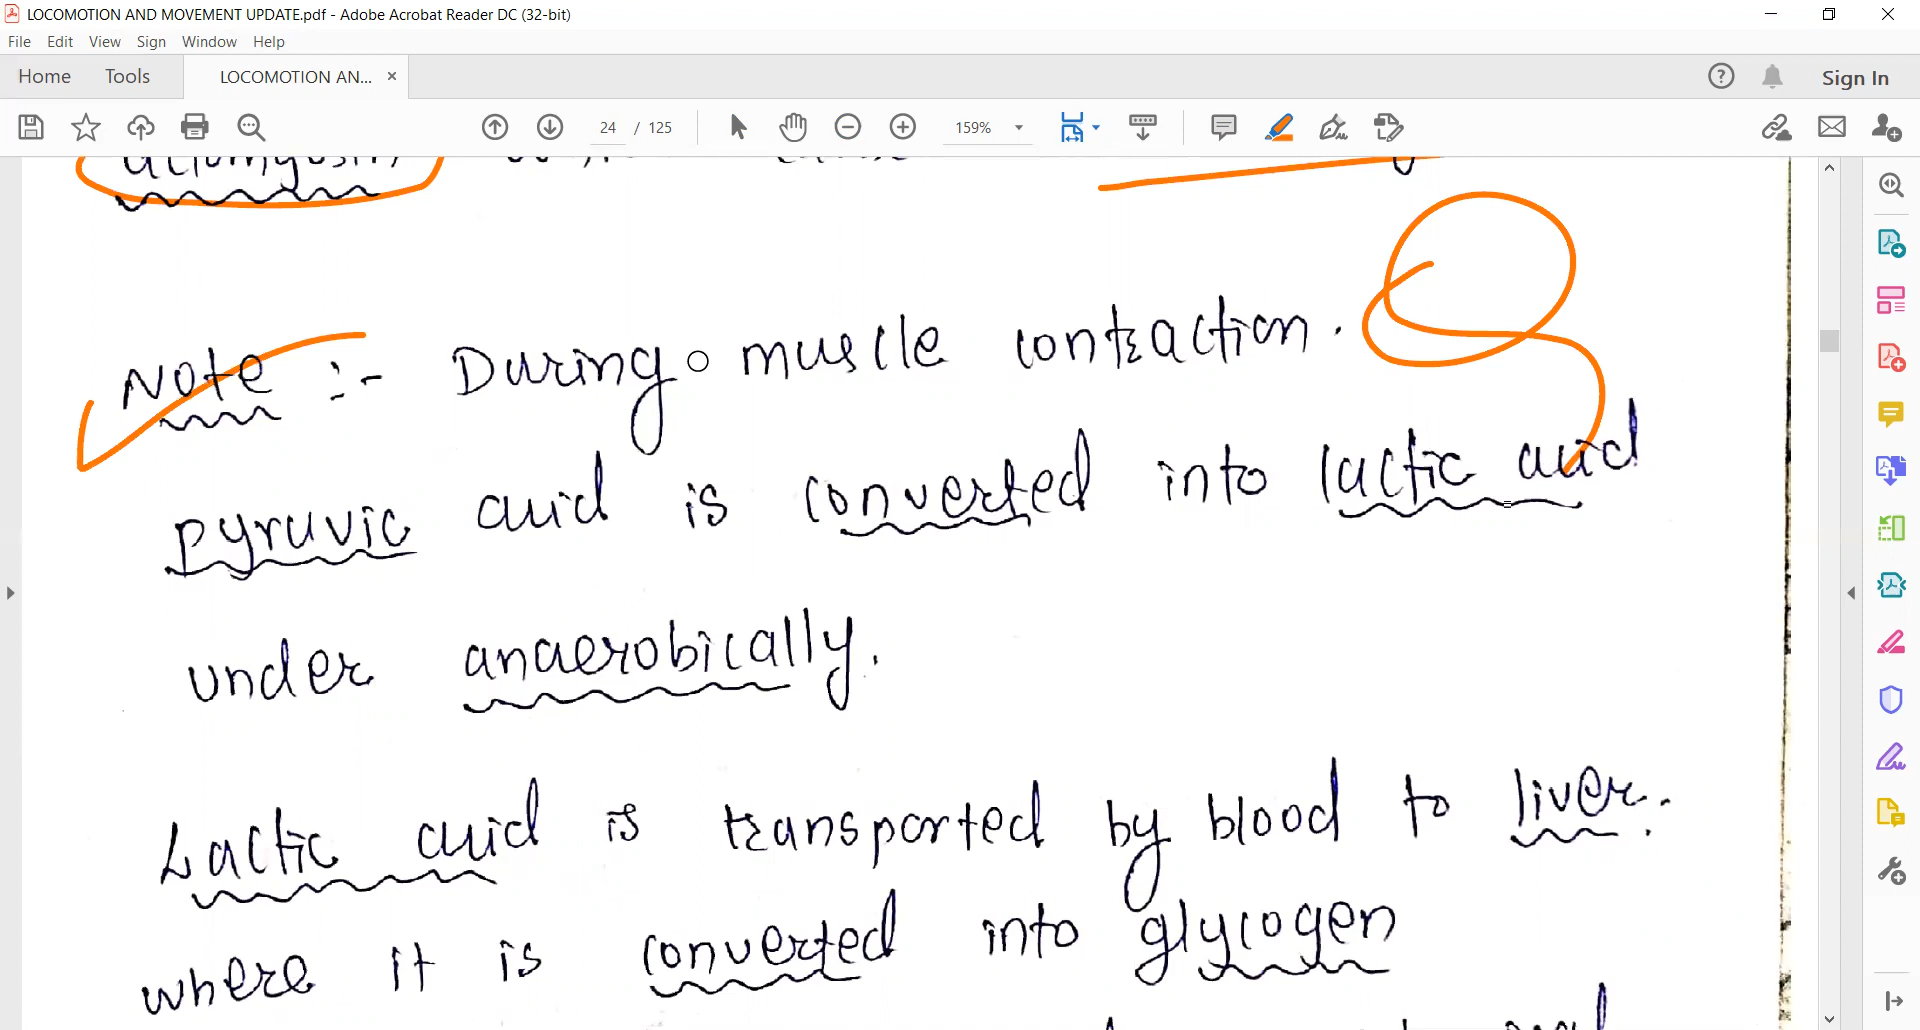 LOCOMOTION AND MOVEMENT UPDATE.pdf - Adobe Acrobat Reader DC (32-bit)
File Edit View Sign Window Help
Home Tools LOCOMOTION AN... × Sign In
24 / 125 159%
actomyosin
Note :- During muscle contraction.
pyruvic acid is converted into lactic acid
under anaerobically.
Lactic acid is transported by blood to liver.
where it is converted into glycogen